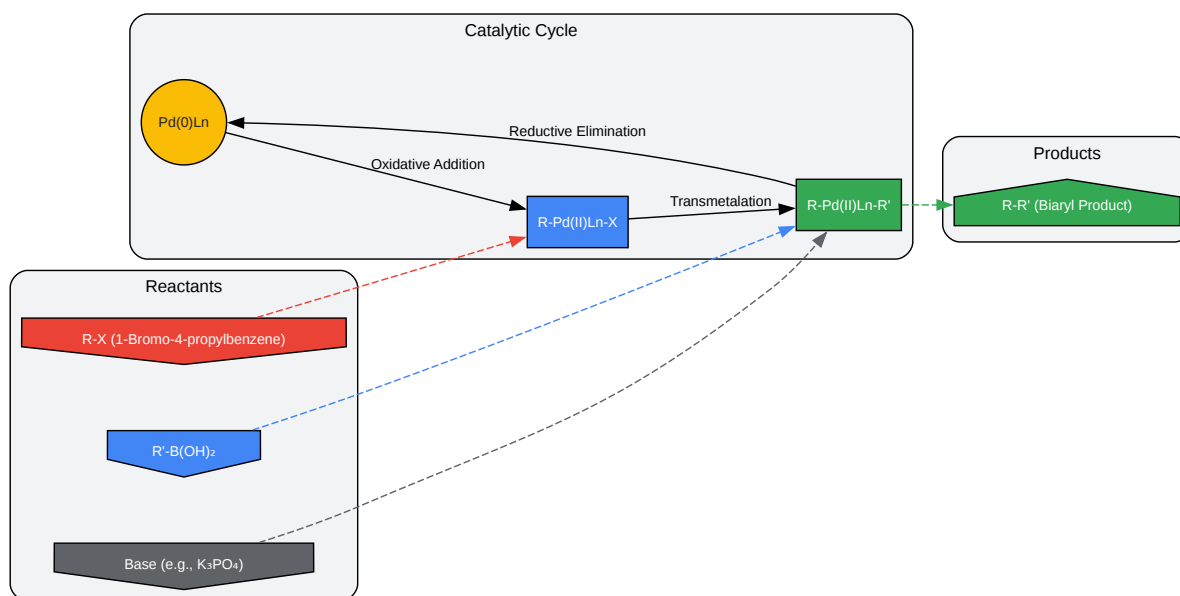 Catalytic Cycle
Pd(0)Ln
Reductive Elimination
Oxidative Addition
R-Pd(II)Ln-X
Transmetalation
R-Pd(II)Ln-R'
Products
R-R' (Biaryl Product)
Reactants
R-X (1-Bromo-4-propylbenzene)
R'-B(OH)₂
Base (e.g., K₃PO₄)